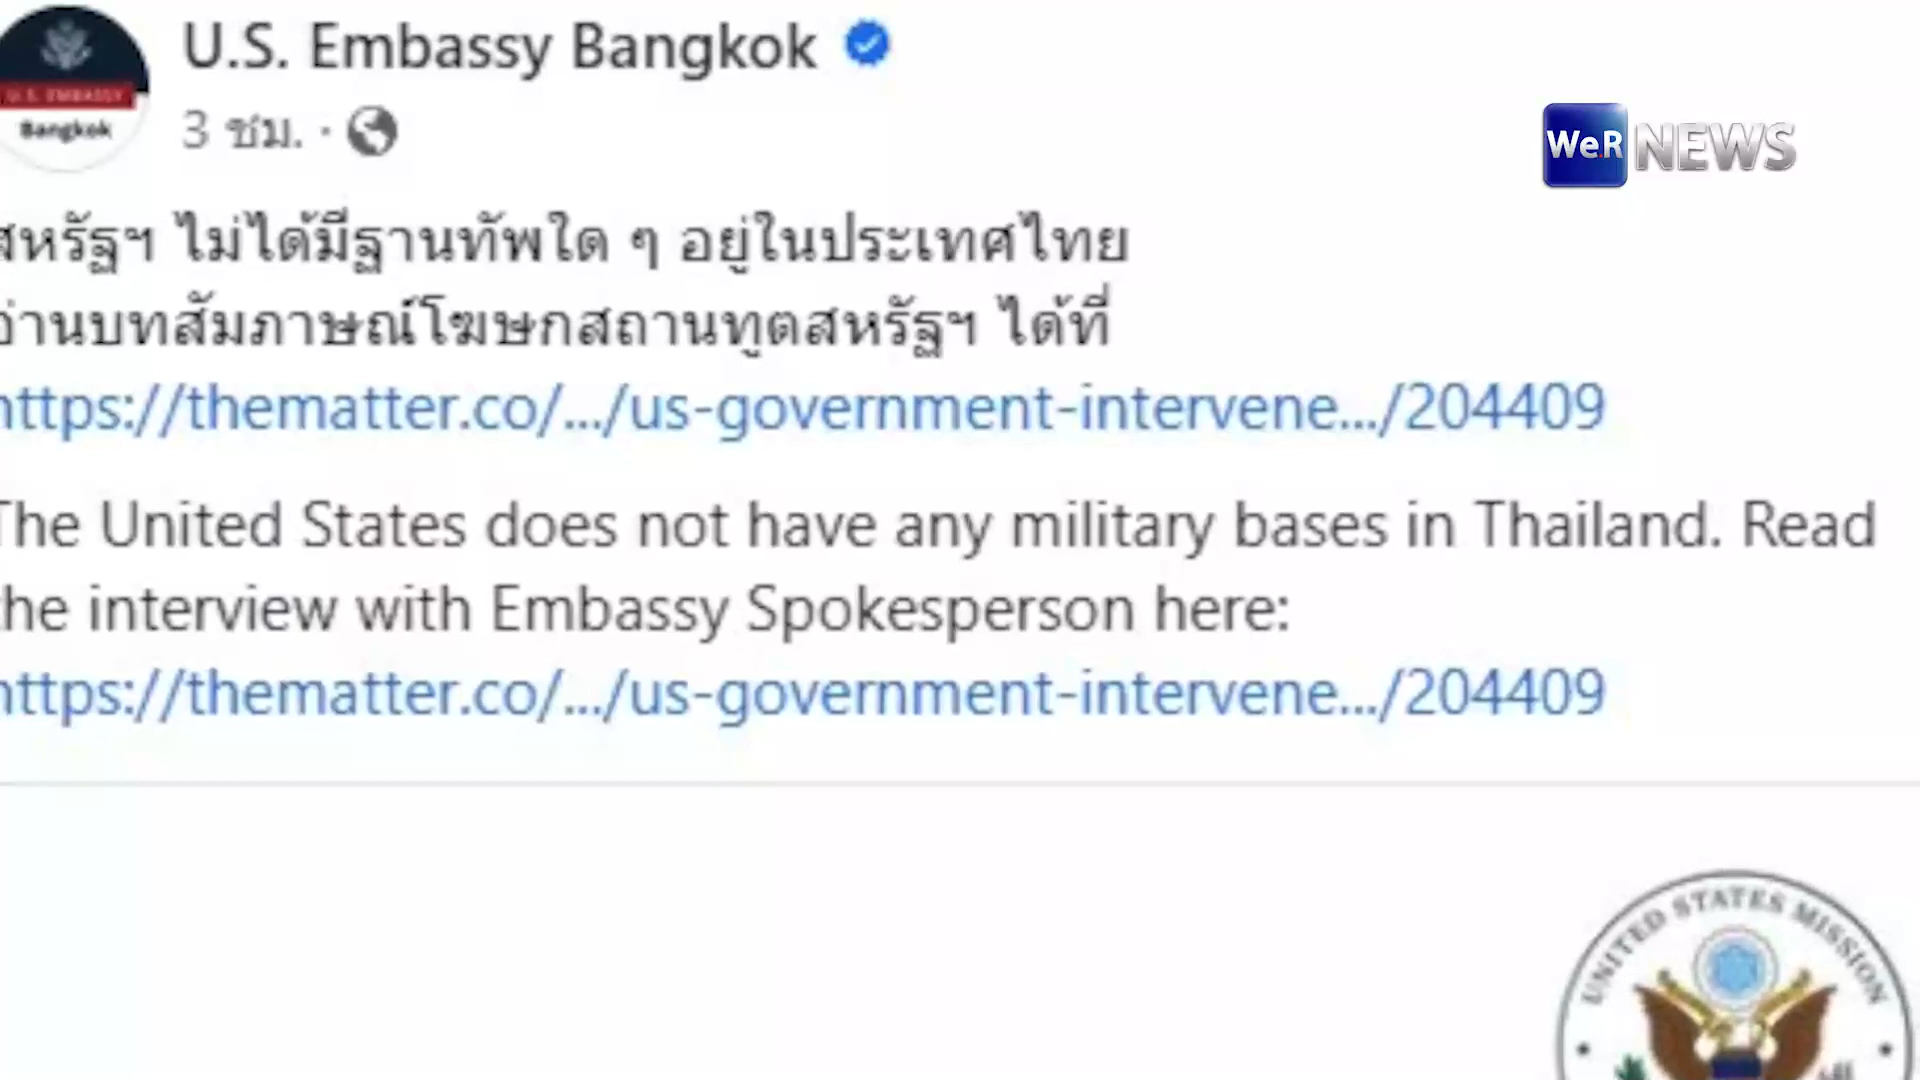 U.S. Embassy Bangkok
U.S. EMBASSY
Bangkok
3 ชม. ·
WeR NEWS
สหรัฐฯ ไม่ได้มีฐานทัพใด ๆ อยู่ในประเทศไทย
อ่านบทสัมภาษณ์โฆษกสถานทูตสหรัฐฯ ได้ที่
https://thematter.co/.../us-government-intervene.../204409
The United States does not have any military bases in Thailand. Read
the interview with Embassy Spokesperson here:
https://thematter.co/.../us-government-intervene.../204409
UNITED STATES MISSION